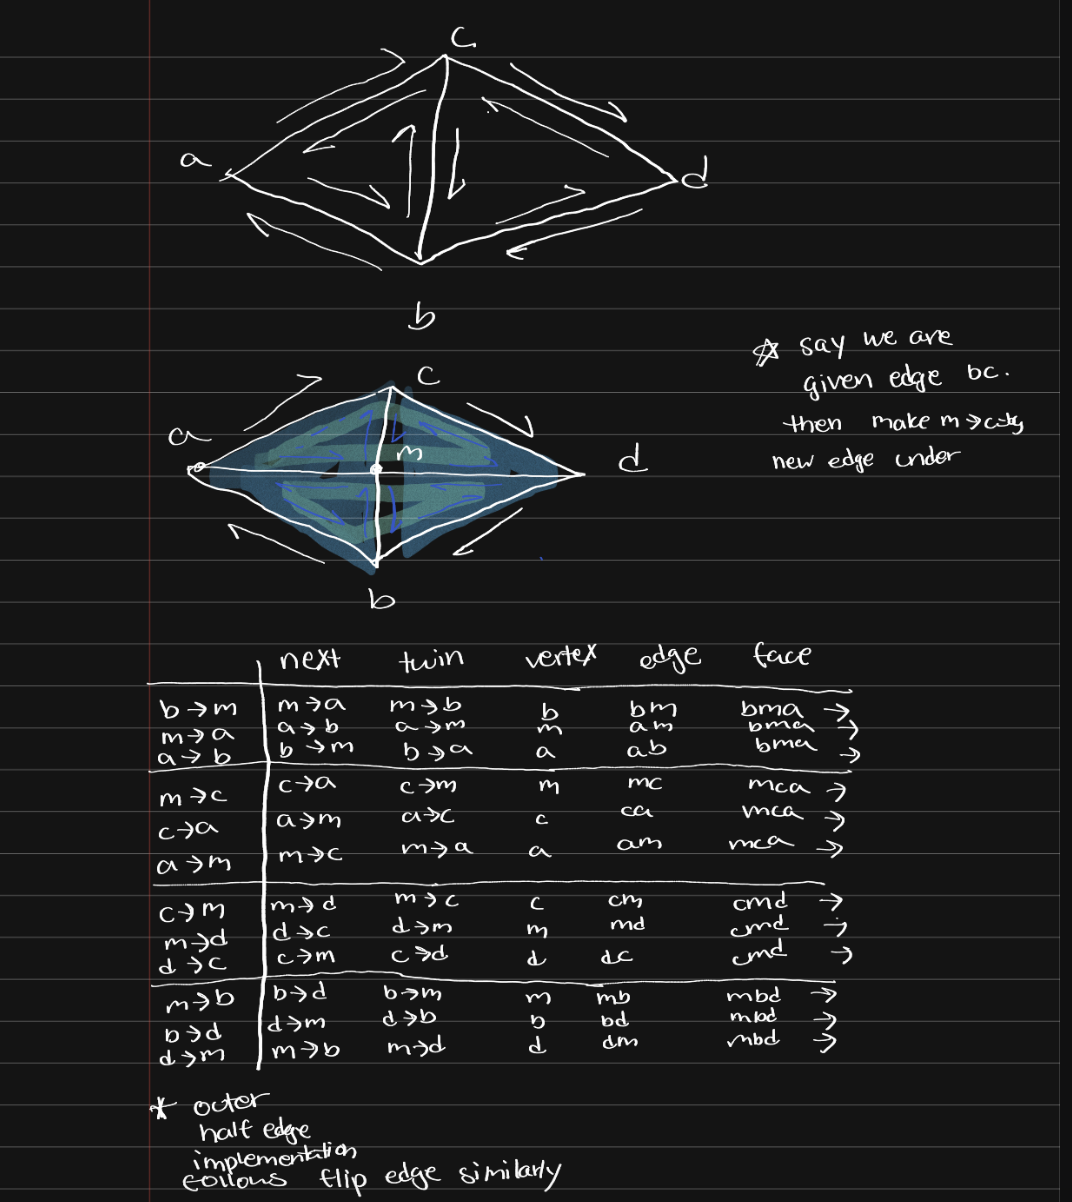 c
a
d
b
☆ say we are
given edge bc.
then make m→c
new edge under
c
a
m
d
b
next twin vertex edge face
b→m m→a m→b b bm bma →
m→a a→b a→m m am bma →
a→b b→m b→a a ab bma →
m→c c→a c→m m mc mca →
c→a a→m a→c c ca mca →
a→m m→c m→a a am mca →
c→m m→d m→c c cm cmd →
m→d d→c d→m m md cmd →
d→c c→m c→d d dc cmd →
m→b b→d b→m m mb mbd →
b→d d→m d→b b bd mbd →
d→m m→b m→d d dm mbd →
* outer
half edge
implementation
follows flip edge similarly